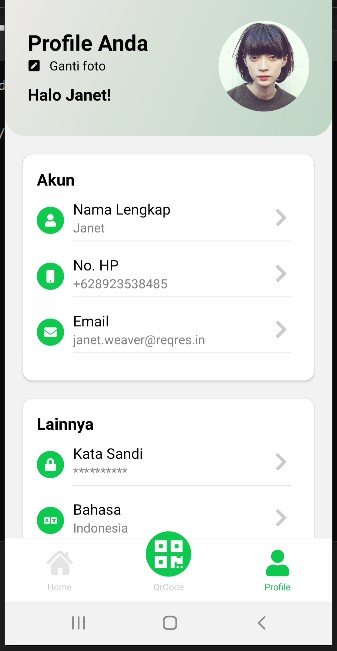 Profile Anda
Ganti foto
Halo Janet!
Akun
Nama Lengkap
Janet
No. HP
+628923538485
Email
janet.weaver@reqres.in
Lainnya
Kata Sandi
**********
Bahasa
Indonesia
Home
QrCode
Profile